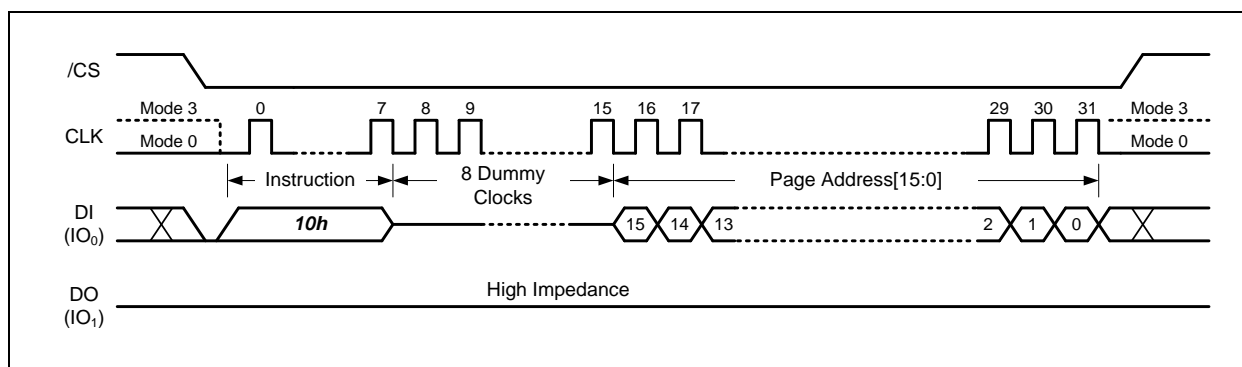 /CS
Mode 3 0 7 8 9 15 16 17 29 30 31 Mode 3
CLK
Mode 0 Mode 0
Instruction 8 Dummy Clocks Page Address[15:0]
DI (IO₀) 10h 15 14 13 2 1 0
High Impedance
DO (IO₁)